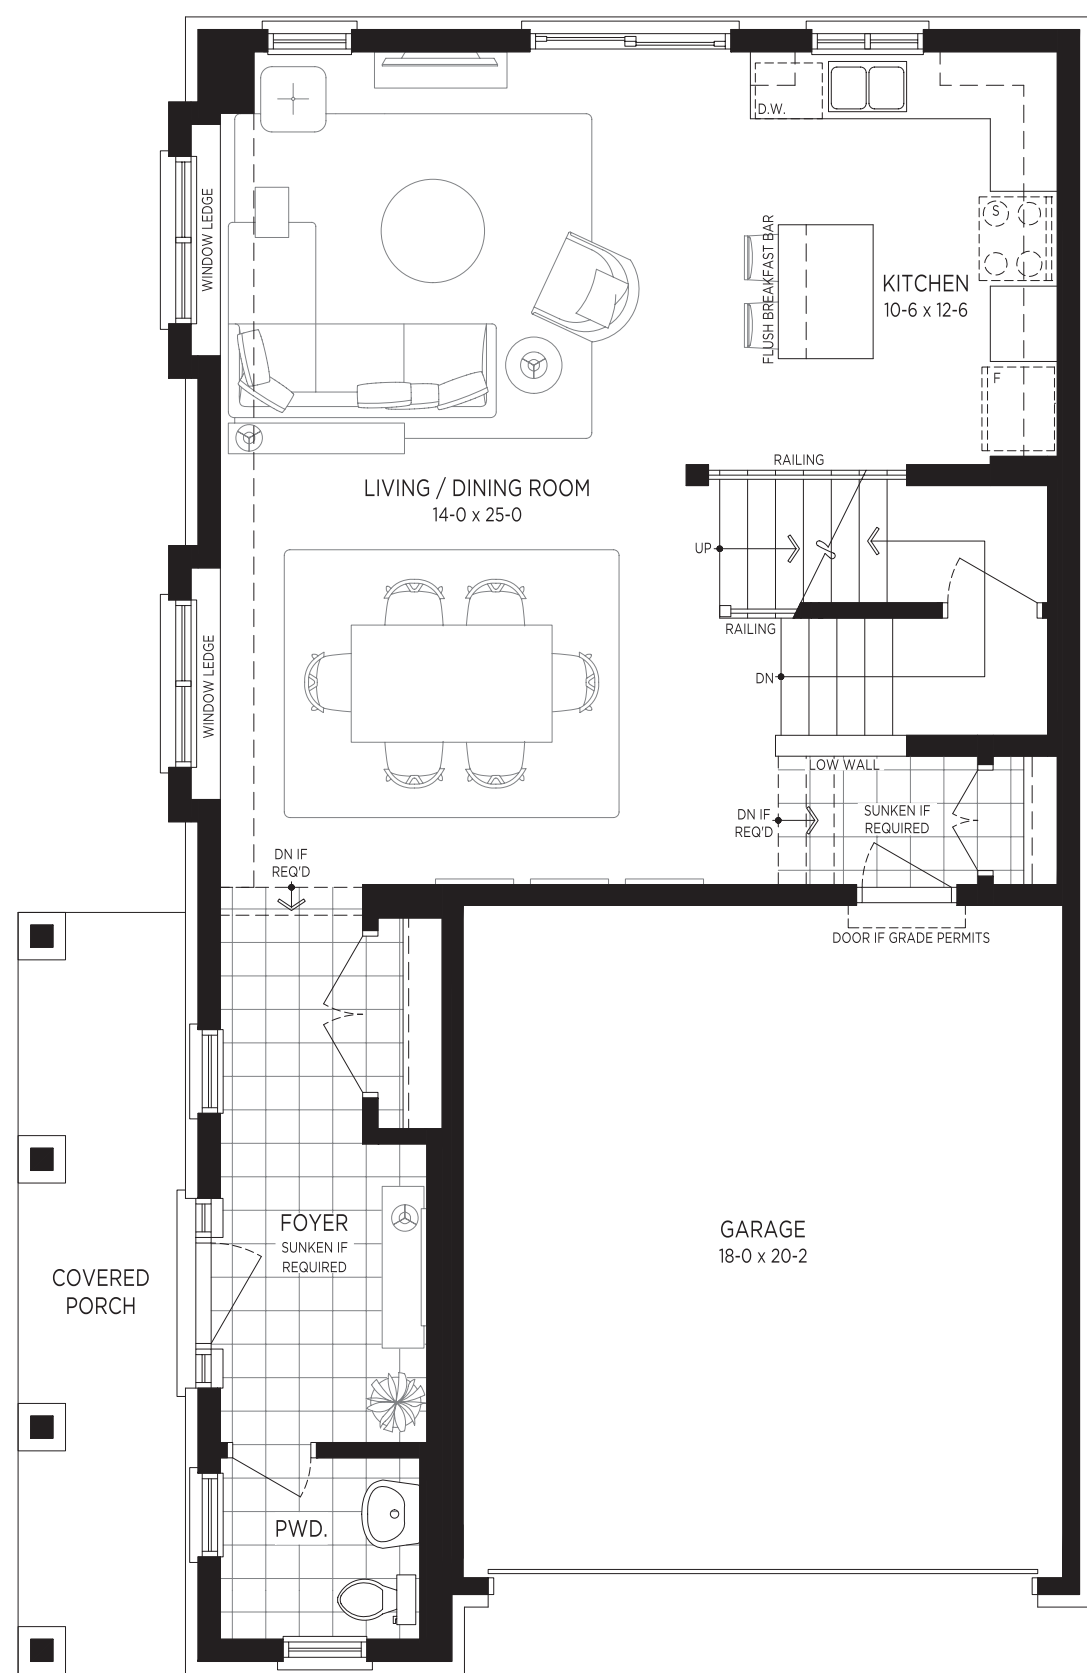 D.W.
WINDOW LEDGE
S
FLUSH BREAKFAST BAR
KITCHEN
10-6 x 12-6
F
RAILING
LIVING / DINING ROOM
14-0 x 25-0
UP
RAILING
WINDOW LEDGE
DN
LOW WALL
DN IF
REQ'D
SUNKEN IF
REQUIRED
DN IF
REQ'D
DOOR IF GRADE PERMITS
FOYER
SUNKEN IF
REQUIRED
GARAGE
18-0 x 20-2
COVERED
PORCH
PWD.